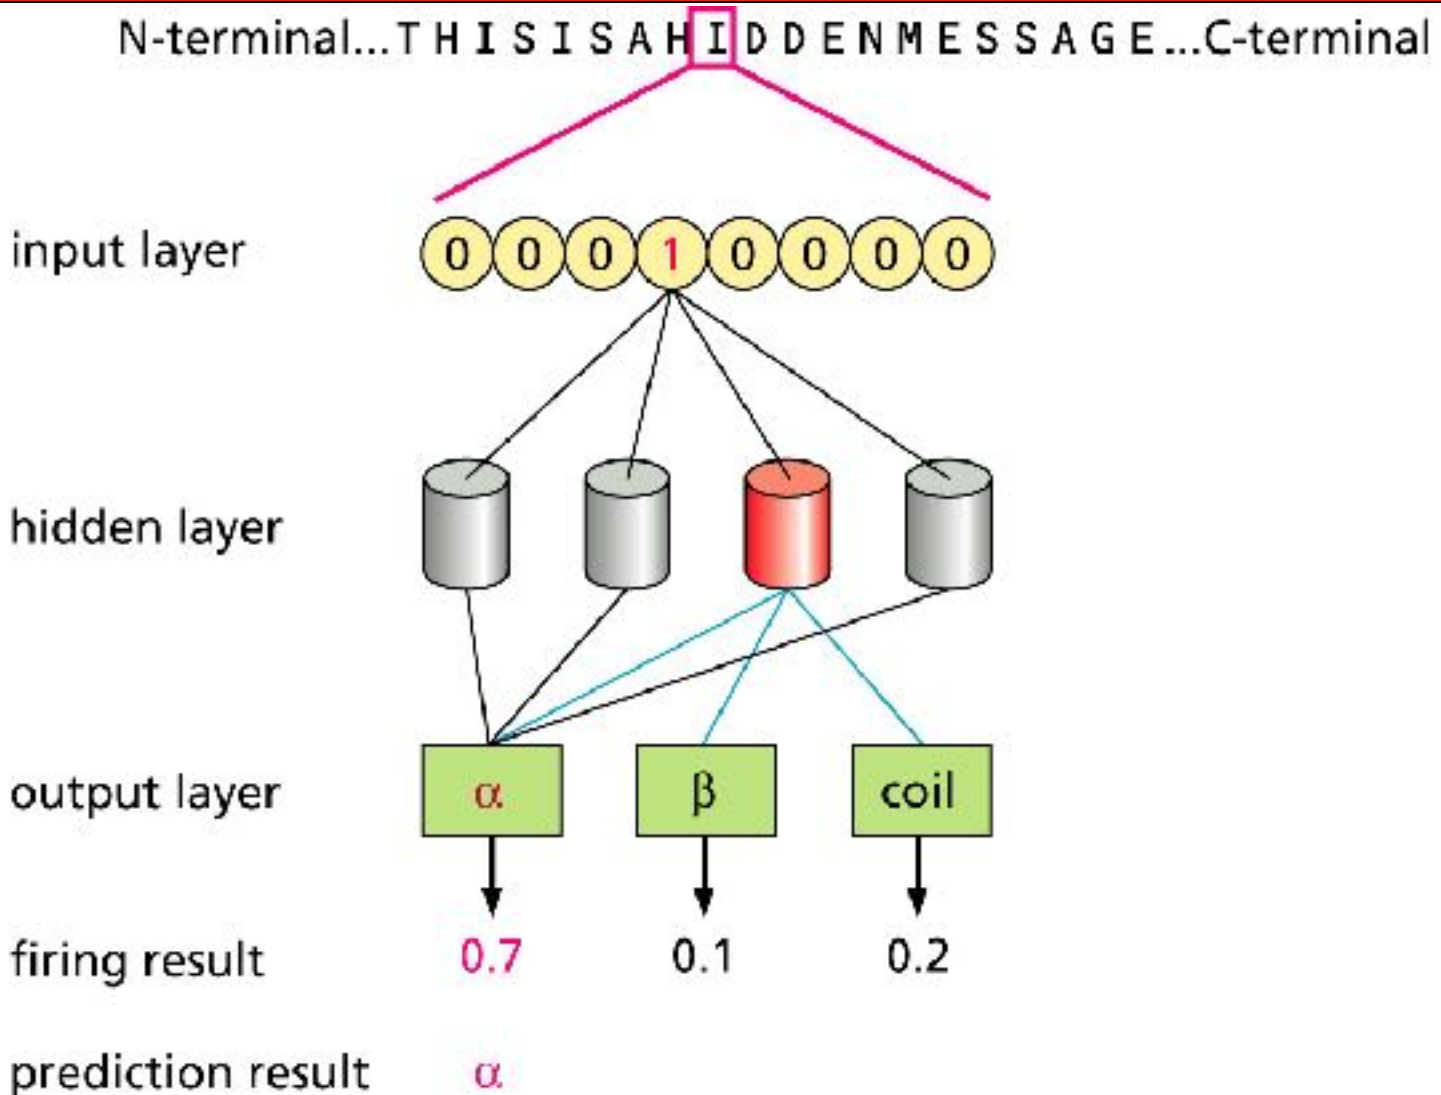 N-terminal...T H I S I S A H I D D E N M E S S A G E...C-terminal
input layer 0 0 0 1 0 0 0 0
hidden layer
output layer α β coil
firing result 0.7 0.1 0.2
prediction result α